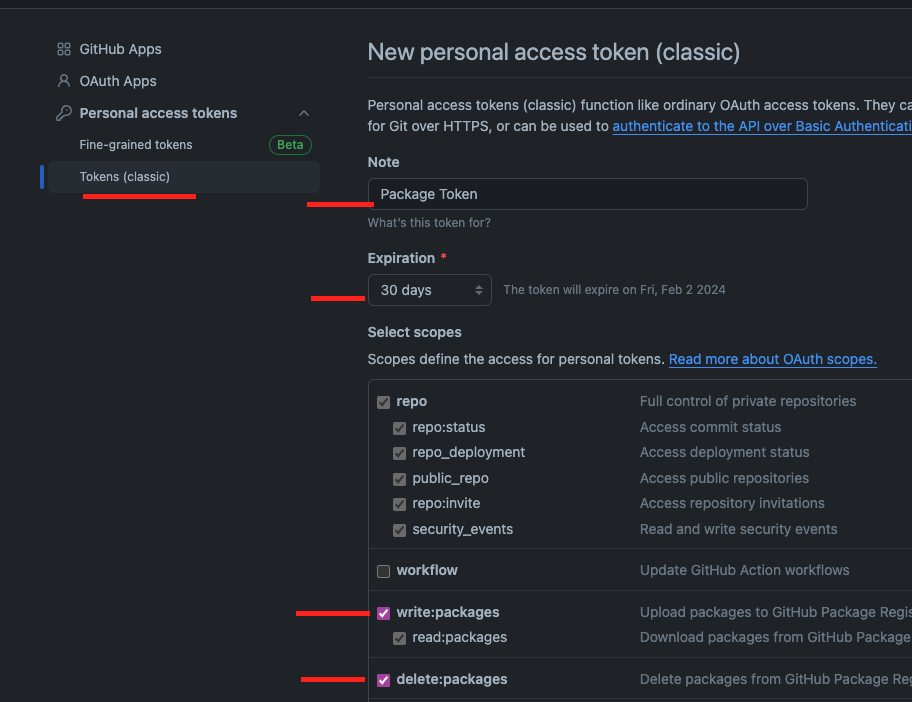 GitHub Apps
OAuth Apps
Personal access tokens
Fine-grained tokens Beta
Tokens (classic)
New personal access token (classic)
Personal access tokens (classic) function like ordinary OAuth access tokens. They ca
for Git over HTTPS, or can be used to authenticate to the API over Basic Authenticati
Note
Package Token
What's this token for?
Expiration *
30 days The token will expire on Fri, Feb 2 2024
Select scopes
Scopes define the access for personal tokens. Read more about OAuth scopes.
repo Full control of private repositories
repo:status Access commit status
repo_deployment Access deployment status
public_repo Access public repositories
repo:invite Access repository invitations
security_events Read and write security events
workflow Update GitHub Action workflows
write:packages Upload packages to GitHub Package Regis
read:packages Download packages from GitHub Package
delete:packages Delete packages from GitHub Package Reg